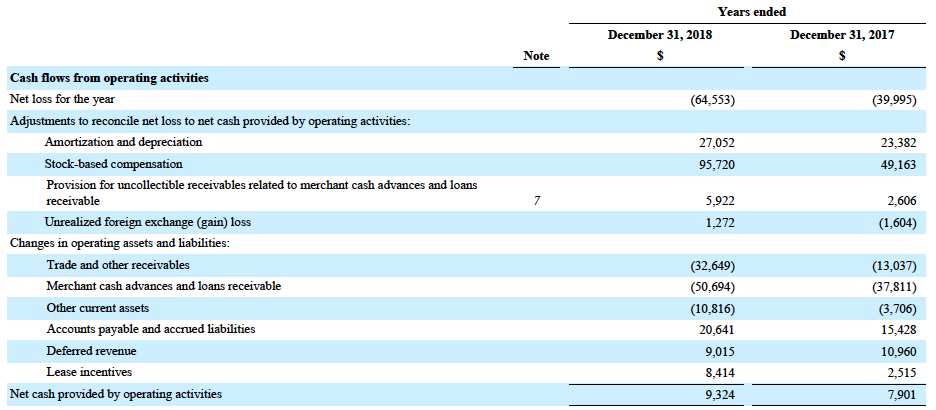 Years ended
December 31, 2018 December 31, 2017
Note $ $
Cash flows from operating activities
Net loss for the year (64,553) (39,995)
Adjustments to reconcile net loss to net cash provided by operating activities:
Amortization and depreciation 27,052 23,382
Stock-based compensation 95,720 49,163
Provision for uncollectible receivables related to merchant cash advances and loans
receivable 7 5,922 2,606
Unrealized foreign exchange (gain) loss 1,272 (1,604)
Changes in operating assets and liabilities:
Trade and other receivables (32,649) (13,037)
Merchant cash advances and loans receivable (50,694) (37,811)
Other current assets (10,816) (3,706)
Accounts payable and accrued liabilities 20,641 15,428
Deferred revenue 9,015 10,960
Lease incentives 8,414 2,515
Net cash provided by operating activities 9,324 7,901